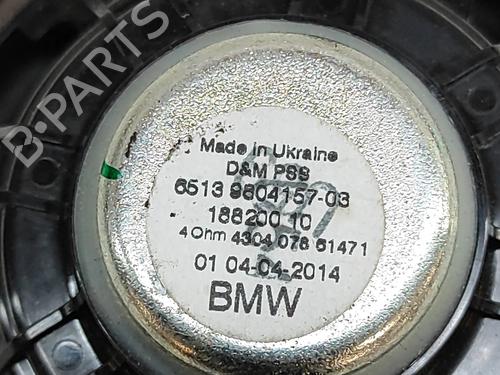 B-PARTS
Made in Ukraine
D&M PSS
6513 9804157-03
188200 10
4 Ohm 4304 078 61471
01 04-04-2014
BMW